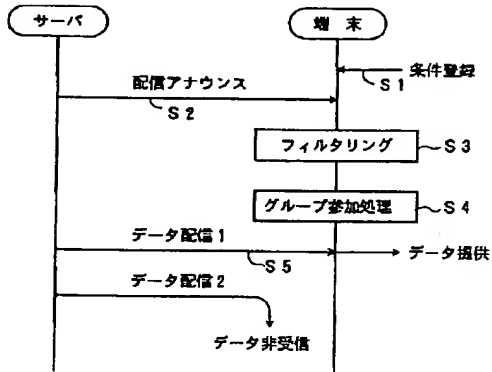 サーバ
端 末
条件登録
S1
配信アナウンス
S2
フィルタリング
S3
グループ参加処理
S4
データ配信1
S5
データ提供
データ配信2
データ非受信